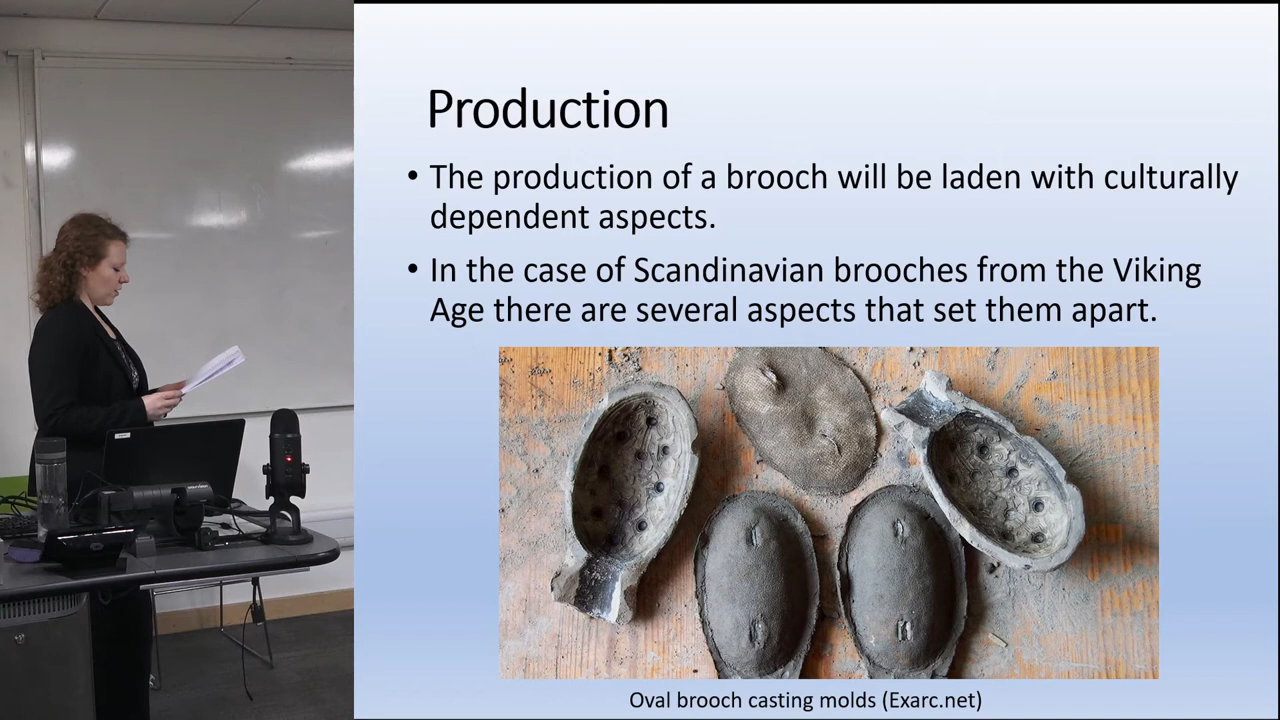 Production
• The production of a brooch will be laden with culturally
dependent aspects.
• In the case of Scandinavian brooches from the Viking
Age there are several aspects that set them apart.
Oval brooch casting molds (Exarc.net)